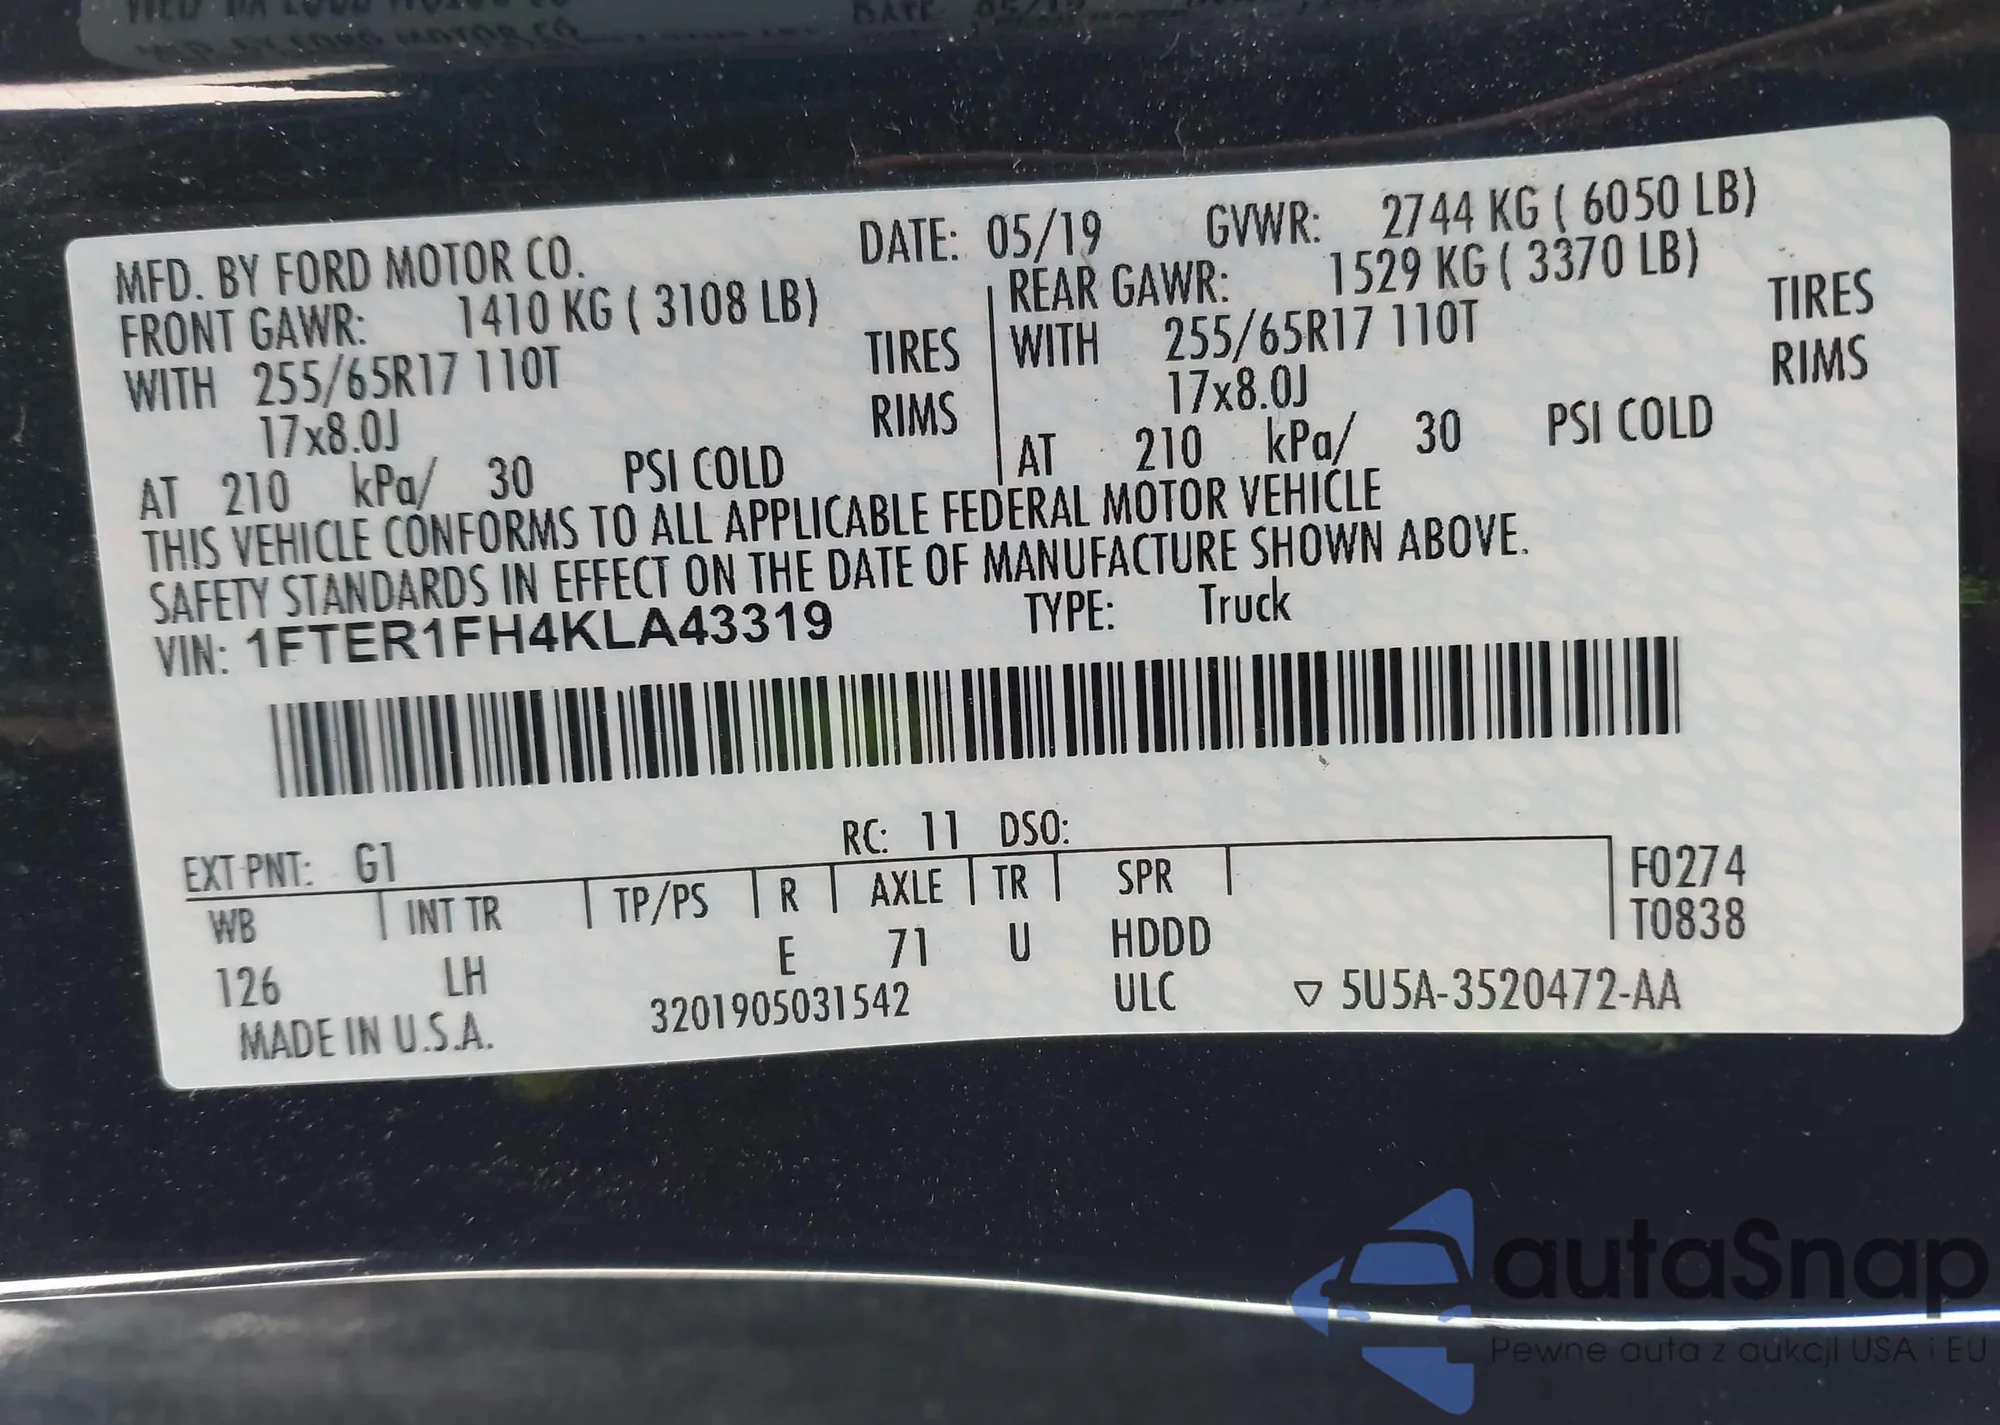 MFD. BY FORD MOTOR CO. DATE: 05/19 GVWR: 2744 KG ( 6050 LB)
FRONT GAWR: 1410 KG ( 3108 LB) REAR GAWR: 1529 KG ( 3370 LB)
WITH 255/65R17 110T TIRES WITH 255/65R17 110T TIRES
17x8.0J RIMS 17x8.0J RIMS
AT 210 kPa/ 30 PSI COLD AT 210 kPa/ 30 PSI COLD
THIS VEHICLE CONFORMS TO ALL APPLICABLE FEDERAL MOTOR VEHICLE
SAFETY STANDARDS IN EFFECT ON THE DATE OF MANUFACTURE SHOWN ABOVE.
VIN: 1FTER1FH4KLA43319 TYPE: Truck
EXT PNT: G1 RC: 11 DSO:
WB INT TR TP/PS R AXLE TR SPR F0274
126 LH E 71 U HDDD T0838
MADE IN U.S.A. 3201905031542 ULC ▽ 5U5A-3520472-AA
autaSnap
Pewne auta z aukcji USA i EU